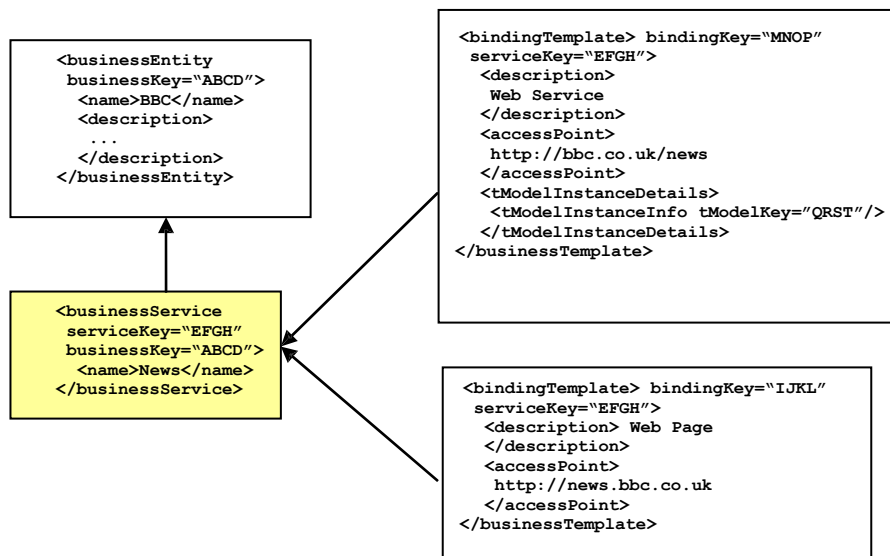 <businessEntity
businessKey=“ABCD”>
<name>BBC</name>
<description>
...
</description>
</businessEntity>
<businessService
serviceKey=“EFGH”
businessKey=“ABCD”>
<name>News</name>
</businessService>
<bindingTemplate> bindingKey=“MNOP”
serviceKey=“EFGH”>
<description>
Web Service
</description>
<accessPoint>
http://bbc.co.uk/news
</accessPoint>
<tModelInstanceDetails>
<tModelInstanceInfo tModelKey=”QRST”/>
</tModelInstanceDetails>
</businessTemplate>
<bindingTemplate> bindingKey=“IJKL”
serviceKey=“EFGH”>
<description> Web Page
</description>
<accessPoint>
http://news.bbc.co.uk
</accessPoint>
</businessTemplate>